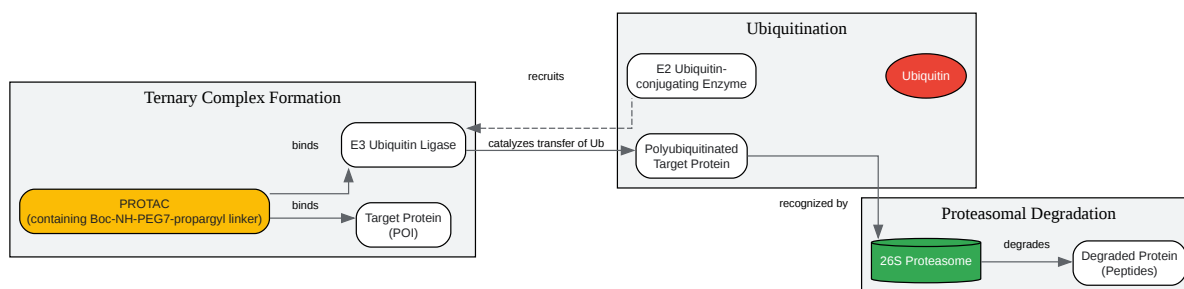 Ubiquitination
E2 Ubiquitin-
conjugating Enzyme
Ubiquitin
recruits
Ternary Complex Formation
binds
E3 Ubiquitin Ligase
catalyzes transfer of Ub
Polyubiquitinated
Target Protein
PROTAC
(containing Boc-NH-PEG7-propargyl linker)
binds
Target Protein
(POI)
recognized by
Proteasomal Degradation
26S Proteasome
degrades
Degraded Protein
(Peptides)